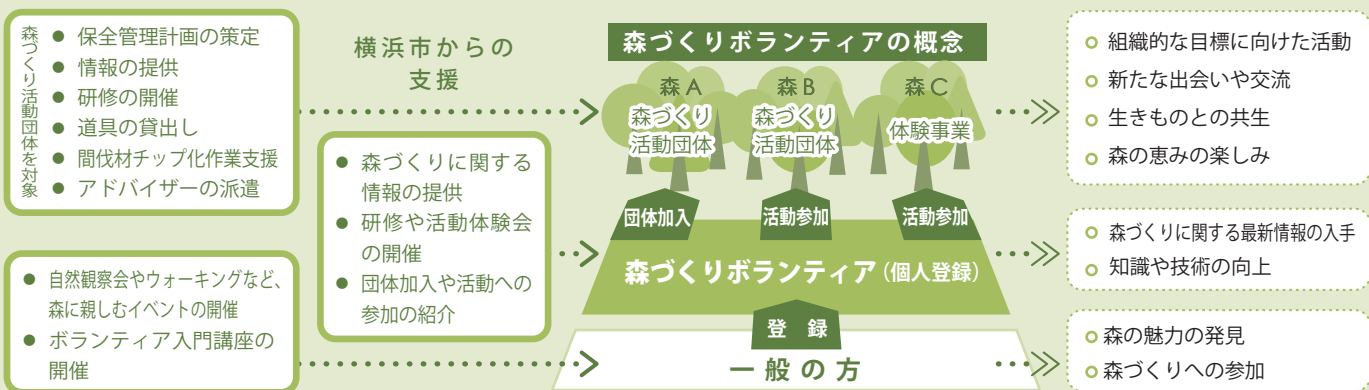 森づくり活動団体を対象
● 保全管理計画の策定
● 情報の提供
● 研修の開催
● 道具の貸出し
● 間伐材チップ化作業支援
● アドバイザーの派遣
● 自然観察会やウォーキングなど、
森に親しむイベントの開催
● ボランティア入門講座の
開催
横浜市からの
支援
● 森づくりに関する
情報の提供
● 研修や活動体験会
の開催
● 団体加入や活動への
参加の紹介
森づくりボランティアの概念
森A
森づくり
活動団体
森B
森づくり
活動団体
森C
体験事業
団体加入
活動参加
活動参加
森づくりボランティア(個人登録)
登 録
一般の方
組織的な目標に向けた活動
新たな出会いや交流
生きものとの共生
森の恵みの楽しみ
森づくりに関する最新情報の入手
知識や技術の向上
森の魅力の発見
森づくりへの参加